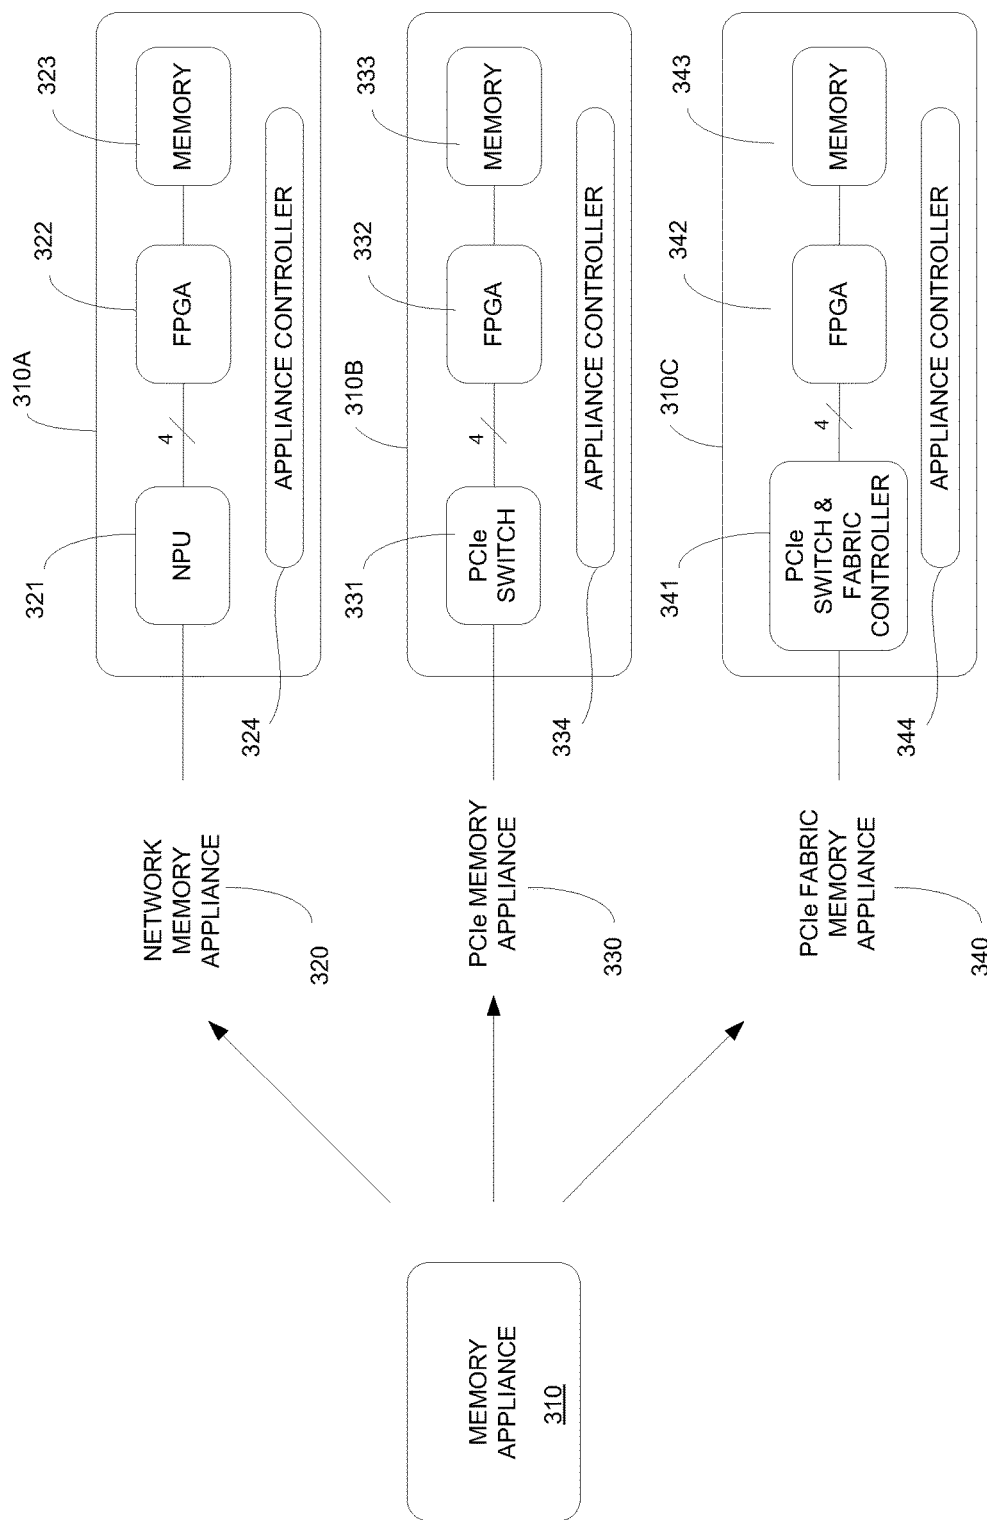 MEMORY
APPLIANCE
310
NETWORK
MEMORY
APPLIANCE
320
310A
321
322
323
NPU
4
FPGA
MEMORY
APPLIANCE CONTROLLER
324
PCIe MEMORY
APPLIANCE
330
310B
331
332
333
PCIe
SWITCH
4
FPGA
MEMORY
APPLIANCE CONTROLLER
334
PCIe FABRIC
MEMORY
APPLIANCE
340
310C
341
342
343
PCIe
SWITCH &
FABRIC
CONTROLLER
4
FPGA
MEMORY
APPLIANCE CONTROLLER
344